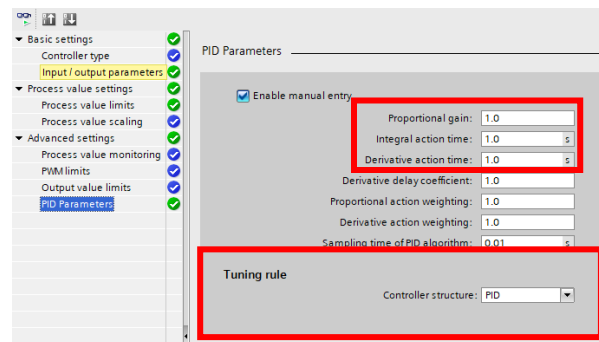 Basic settings
Controller type
Input / output parameters
Process value settings
Process value limits
Process value scaling
Advanced settings
Process value monitoring
PWM limits
Output value limits
PID Parameters
PID Parameters
Enable manual entry
Proportional gain: 1.0
Integral action time: 1.0 s
Derivative action time: 1.0 s
Derivative delay coefficient: 1.0
Proportional action weighting: 1.0
Derivative action weighting: 1.0
Sampling time of PID algorithm: 0.01 s
Tuning rule
Controller structure: PID